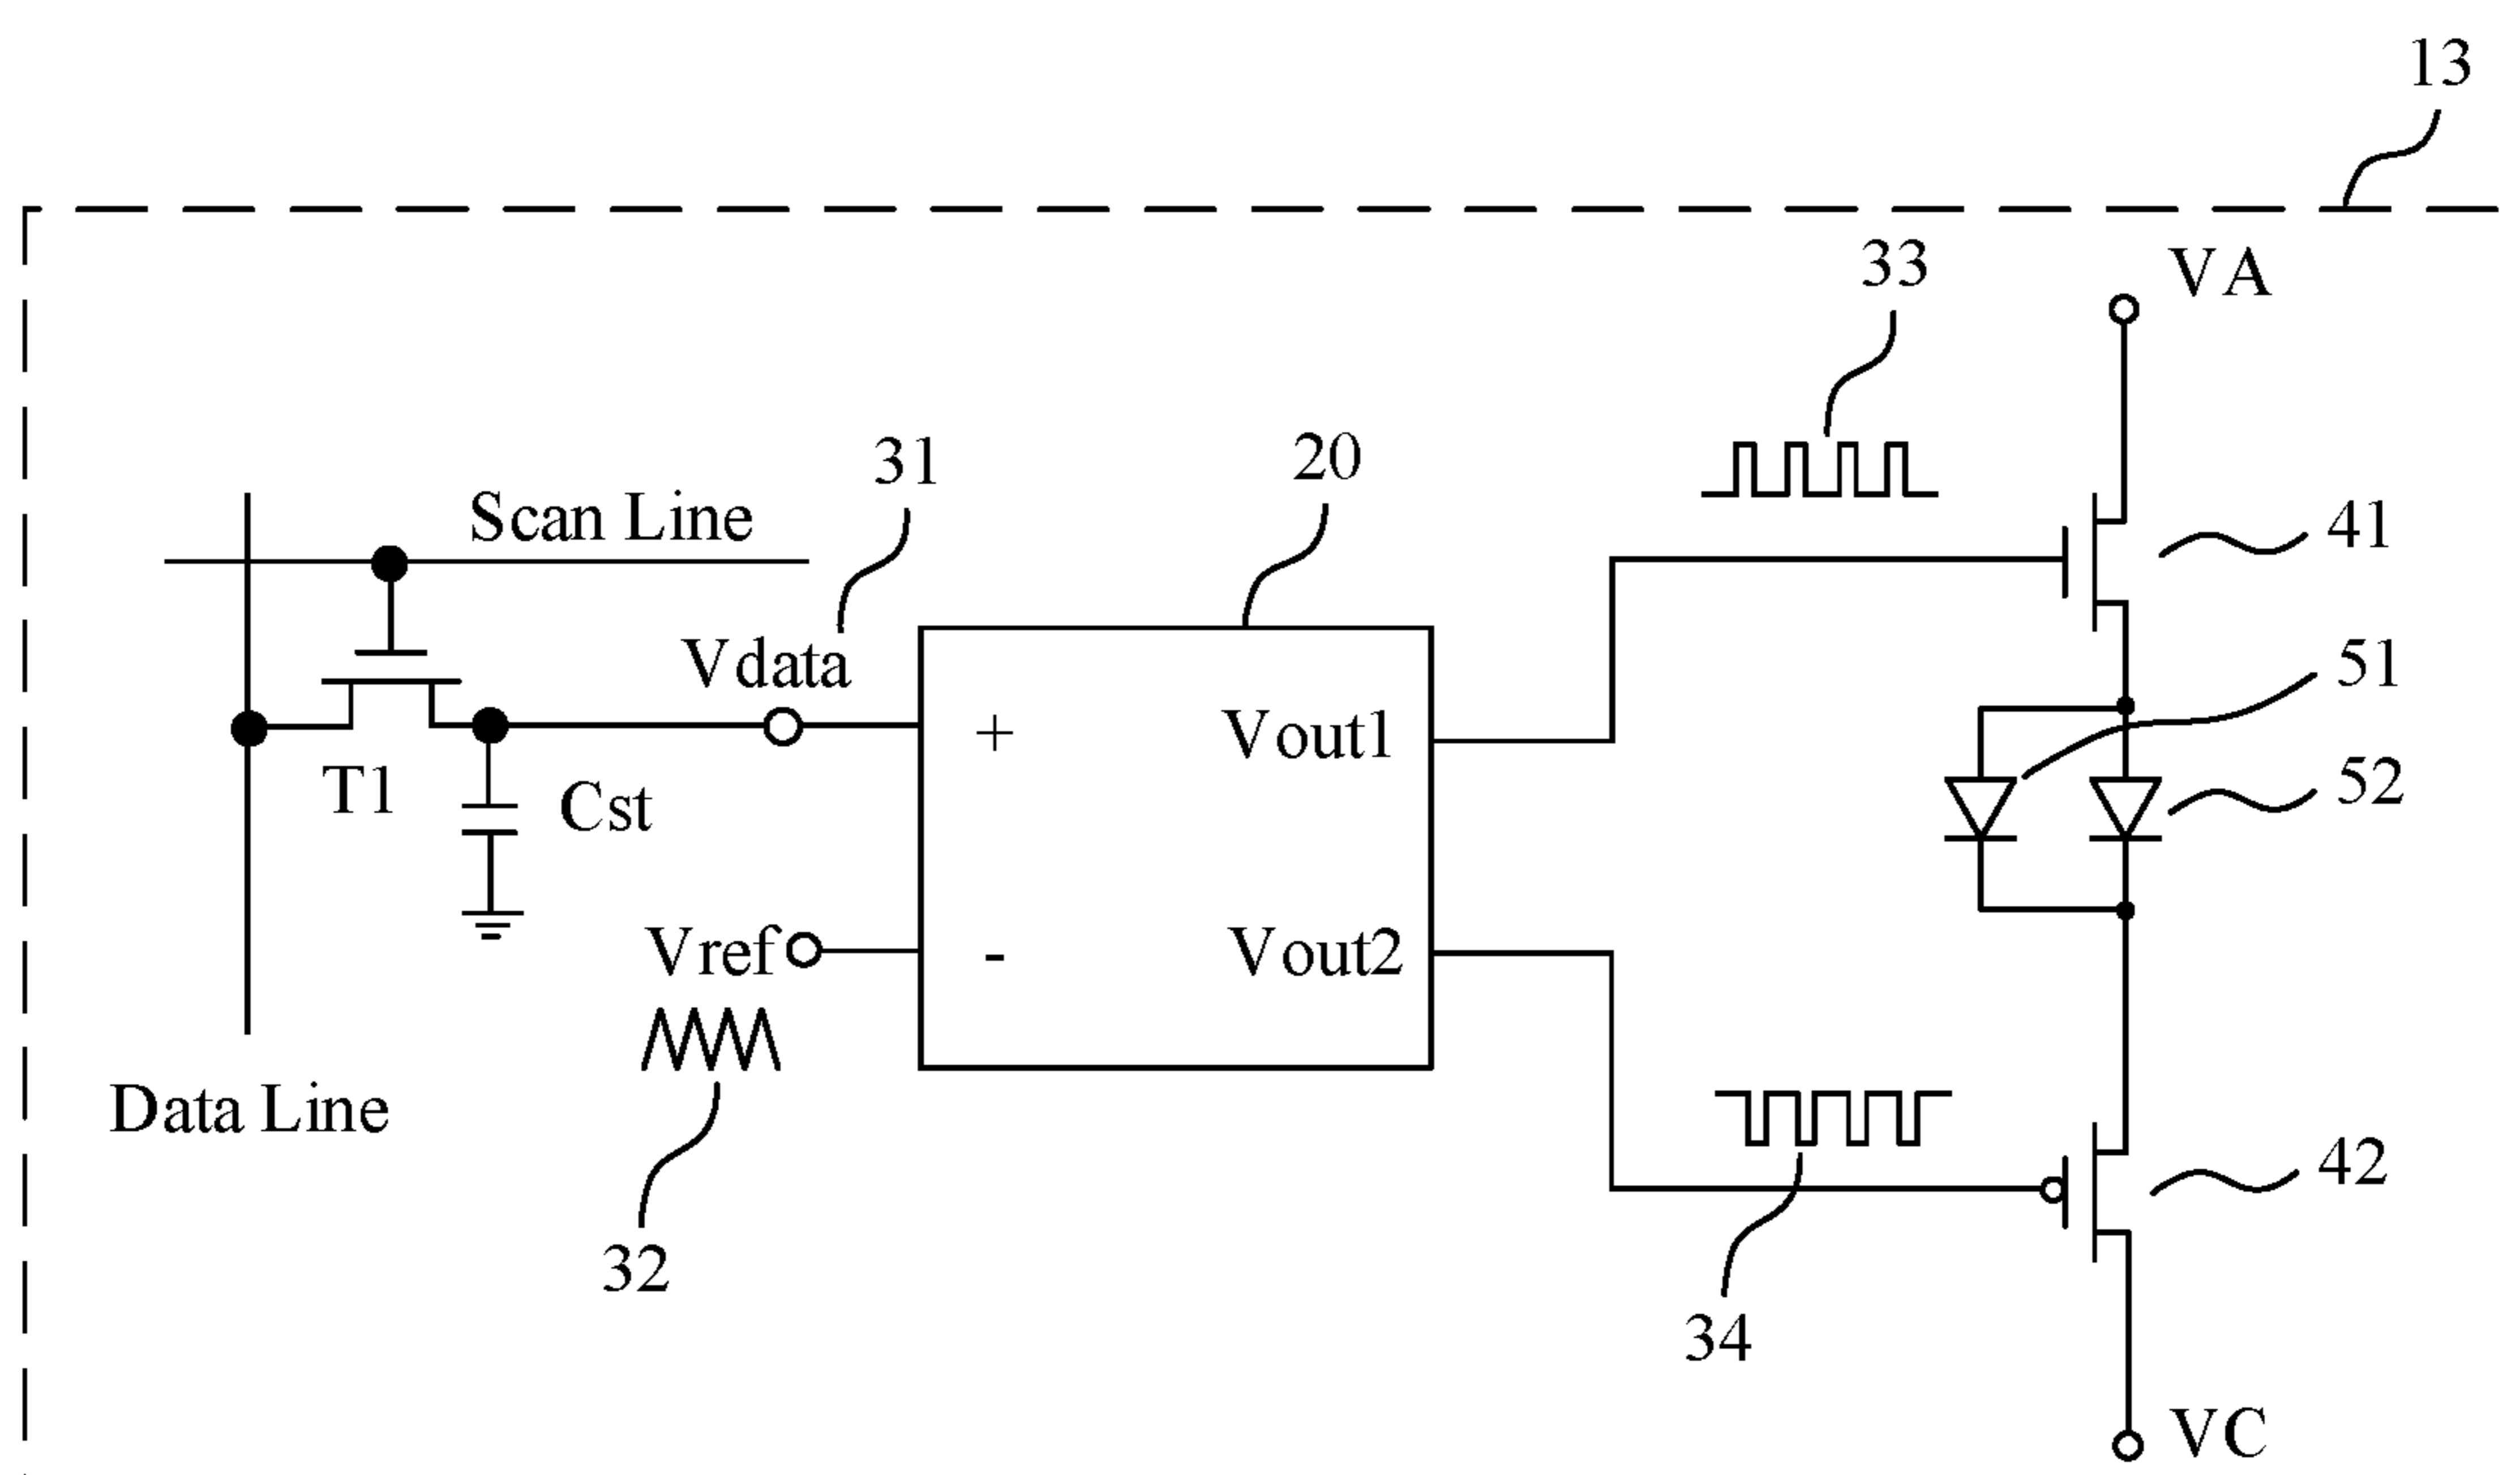 13
33
VA
31
20
Scan Line
41
Vdata
51
+
Vout1
T1
52
Cst
Vref
-
Vout2
Data Line
42
32
34
VC